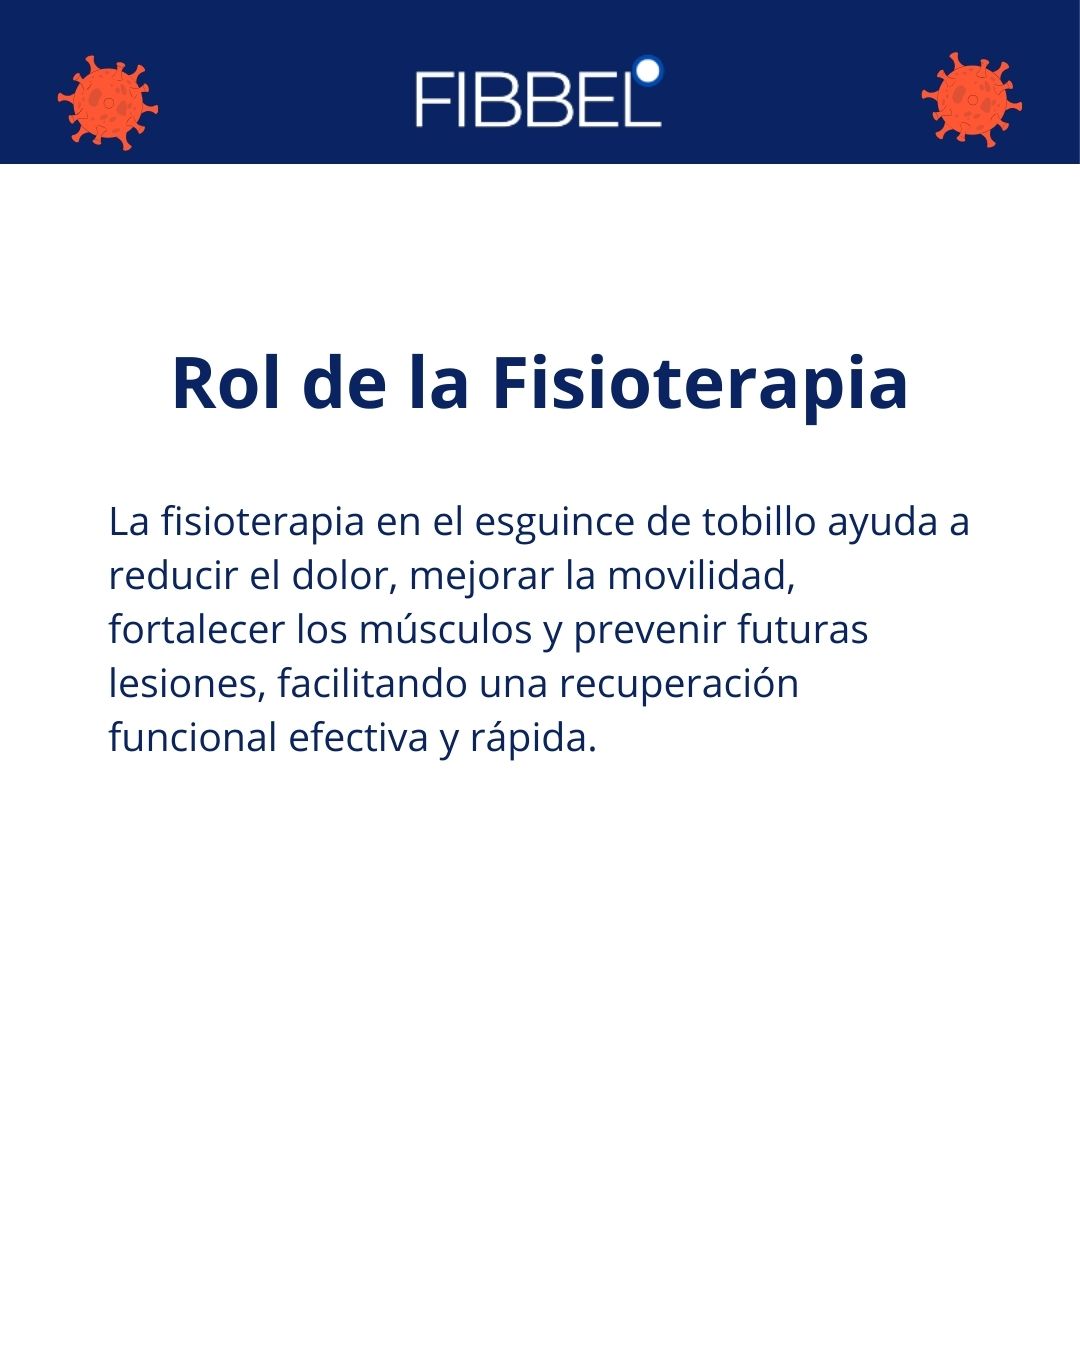 FIBBEL
Rol de la Fisioterapia
La fisioterapia en el esguince de tobillo ayuda a
reducir el dolor, mejorar la movilidad,
fortalecer los músculos y prevenir futuras
lesiones, facilitando una recuperación
funcional efectiva y rápida.